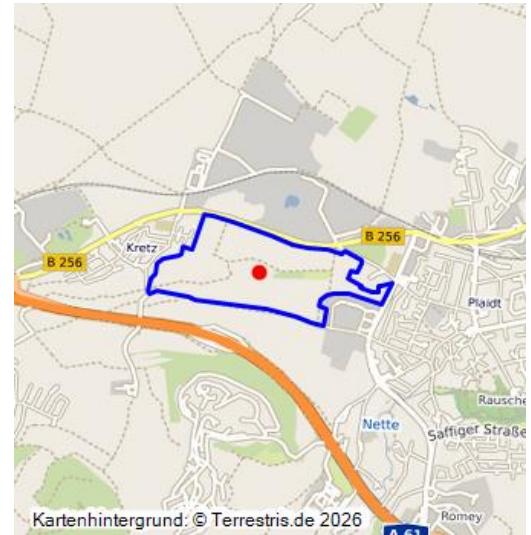 B 256
Kretz
B 256
Plaidt
Rausche
Nette
Saffiger Straße
Romey
A 61
Kartenhintergrund: © Terrestris.de 2026